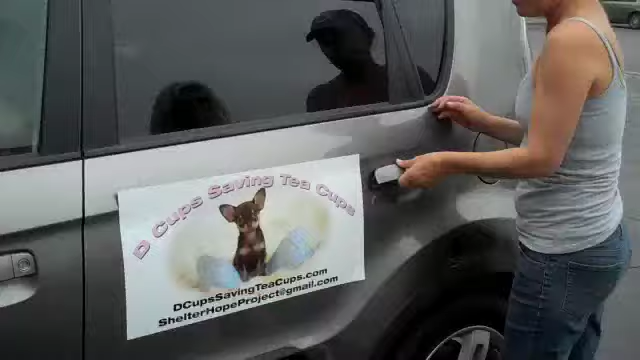 D Cups Saving Tea Cups
DCupsSavingTeaCups.com
ShelterHopeProject@gmail.com